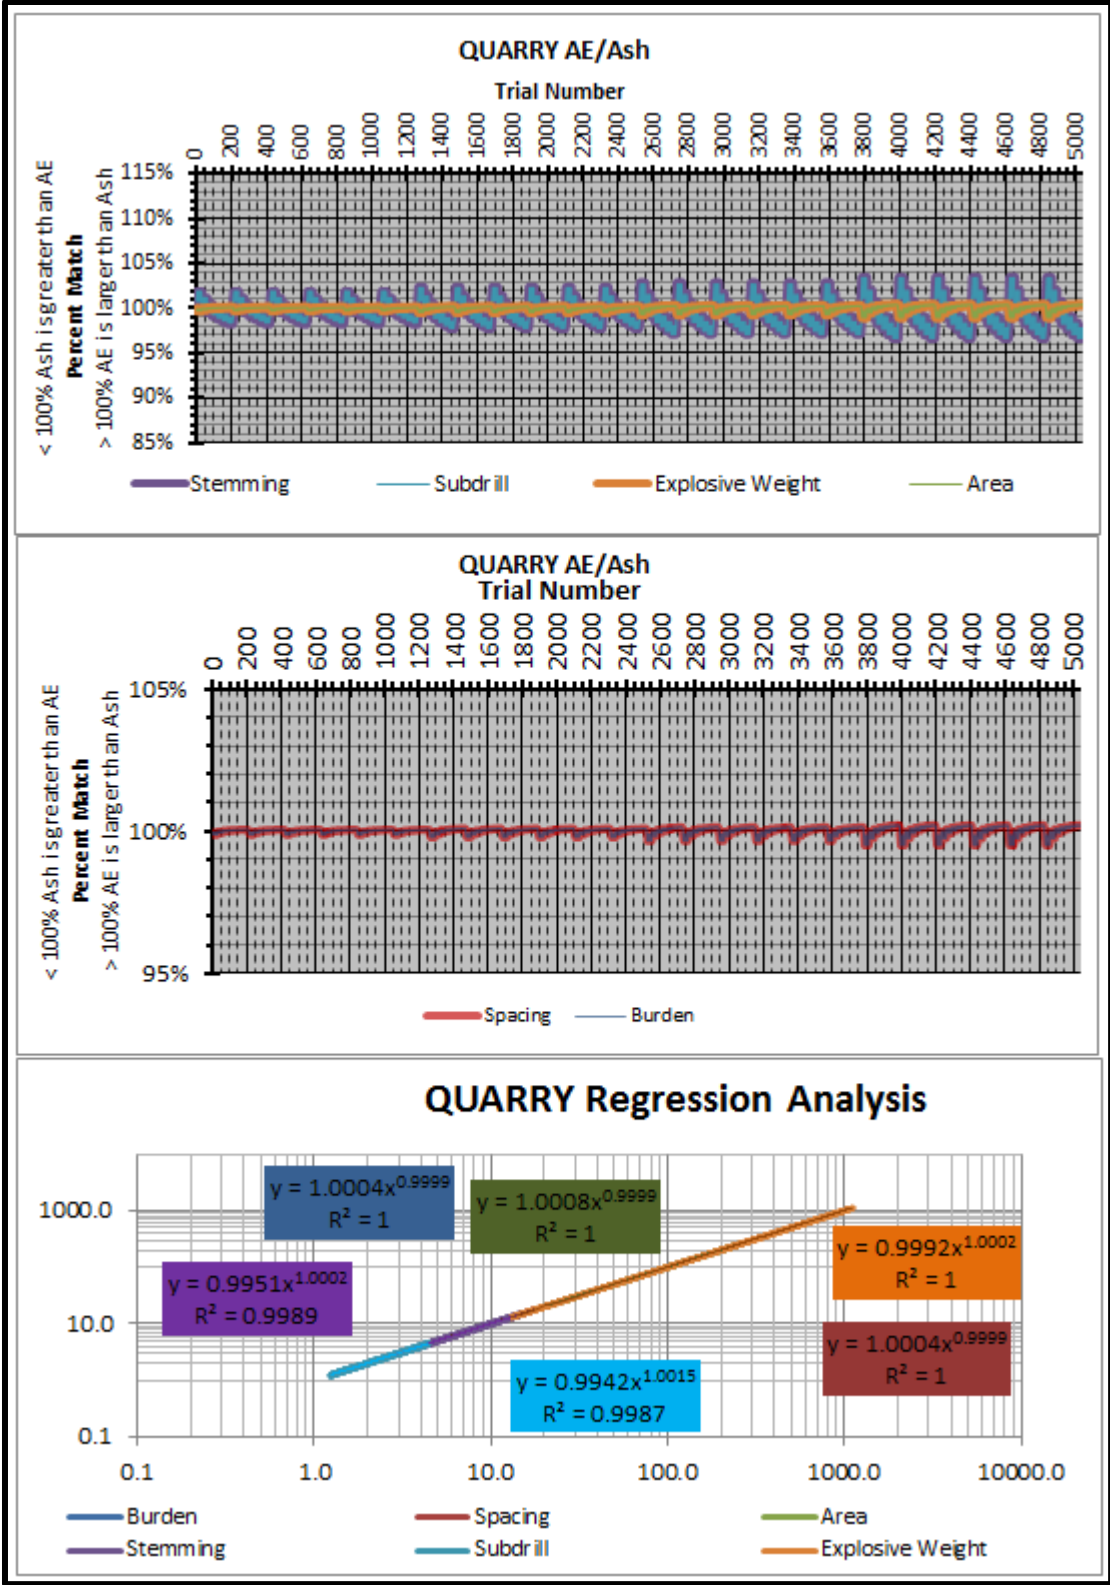 QUARRY AE/Ash
Trial Number
0 200 400 600 800 1000 1200 1400 1600 1800 2000 2200 2400 2600 2800 3000 3200 3400 3600 3800 4000 4200 4400 4600 4800 5000
< 100% Ash is greater than AE
Percent Match
> 100% AE is larger than Ash
115%
110%
105%
100%
95%
90%
85%
Stemming Subdrill Explosive Weight Area
QUARRY AE/Ash
Trial Number
0 200 400 600 800 1000 1200 1400 1600 1800 2000 2200 2400 2600 2800 3000 3200 3400 3600 3800 4000 4200 4400 4600 4800 5000
< 100% Ash is greater than AE
Percent Match
> 100% AE is larger than Ash
105%
100%
95%
Spacing Burden
QUARRY Regression Analysis
1000.0
10.0
0.1
y = 1.0004x^0.9999
R² = 1
y = 1.0008x^0.9999
R² = 1
y = 0.9992x^1.0002
R² = 1
y = 0.9951x^1.0002
R² = 0.9989
y = 1.0004x^0.9999
R² = 1
y = 0.9942x^1.0015
R² = 0.9987
0.1 1.0 10.0 100.0 1000.0 10000.0
Burden Spacing Area
Stemming Subdrill Explosive Weight